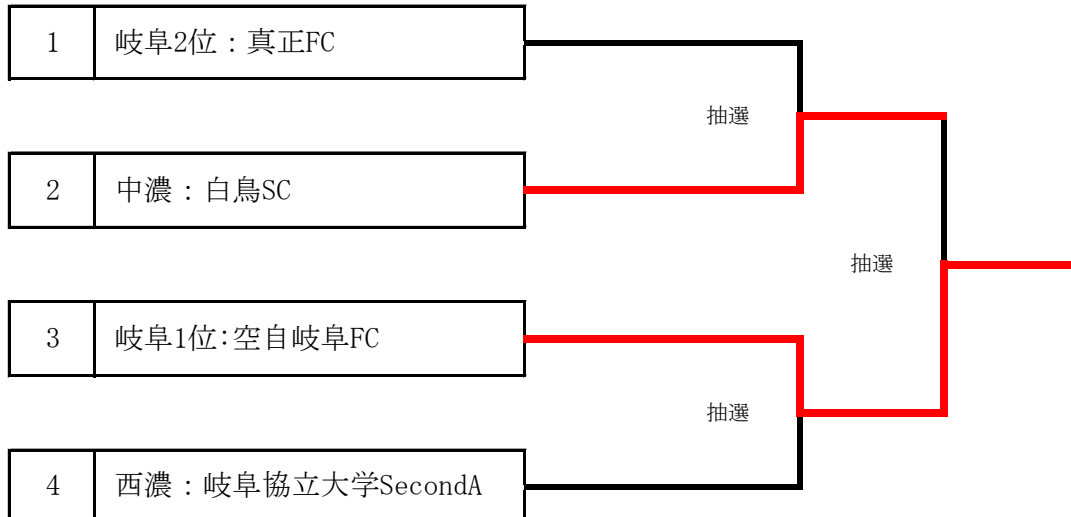 1 岐阜2位：真正FC
抽選
2 中濃：白鳥SC
抽選
3 岐阜1位：空自岐阜FC
抽選
4 西濃：岐阜協立大学SecondA